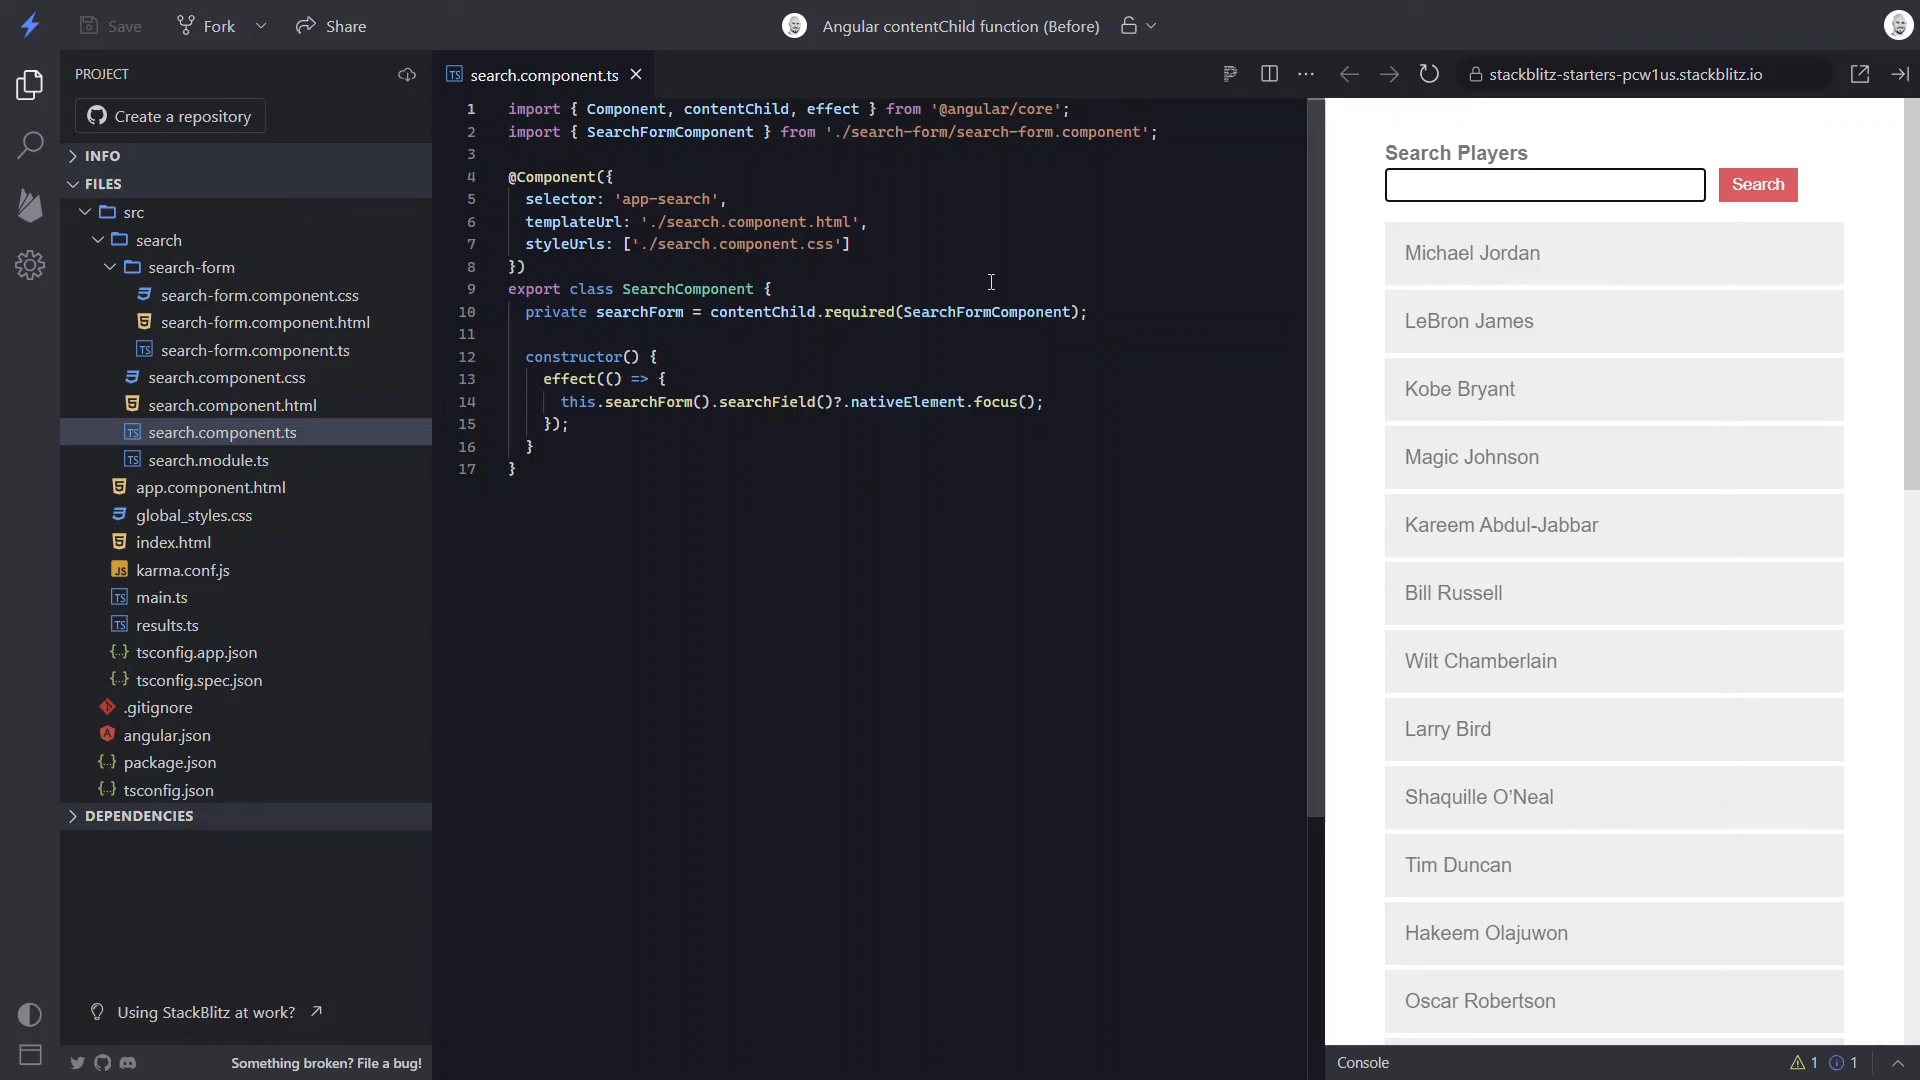 Save
Fork
Share
Angular contentChild function (Before)
PROJECT
Create a repository
INFO
FILES
src
search
search-form
search-form.component.css
search-form.component.html
TS search-form.component.ts
search.component.css
search.component.html
TS search.component.ts
TS search.module.ts
app.component.html
global_styles.css
index.html
JS karma.conf.js
TS main.ts
TS results.ts
{..} tsconfig.app.json
{..} tsconfig.spec.json
.gitignore
angular.json
{..} package.json
{..} tsconfig.json
DEPENDENCIES
Using StackBlitz at work?
Something broken? File a bug!
TS search.component.ts
1 import { Component, contentChild, effect } from '@angular/core';
2 import { SearchFormComponent } from './search-form/search-form.component';
3
4 @Component({
5   selector: 'app-search',
6   templateUrl: './search.component.html',
7   styleUrls: ['./search.component.css']
8 })
9 export class SearchComponent {
10   private searchForm = contentChild.required(SearchFormComponent);
11
12   constructor() {
13     effect(() => {
14       this.searchForm().searchField()?.nativeElement.focus();
15     });
16   }
17 }
stackblitz-starters-pcw1us.stackblitz.io
Search Players
Search
Michael Jordan
LeBron James
Kobe Bryant
Magic Johnson
Kareem Abdul-Jabbar
Bill Russell
Wilt Chamberlain
Larry Bird
Shaquille O’Neal
Tim Duncan
Hakeem Olajuwon
Oscar Robertson
Console
1
1